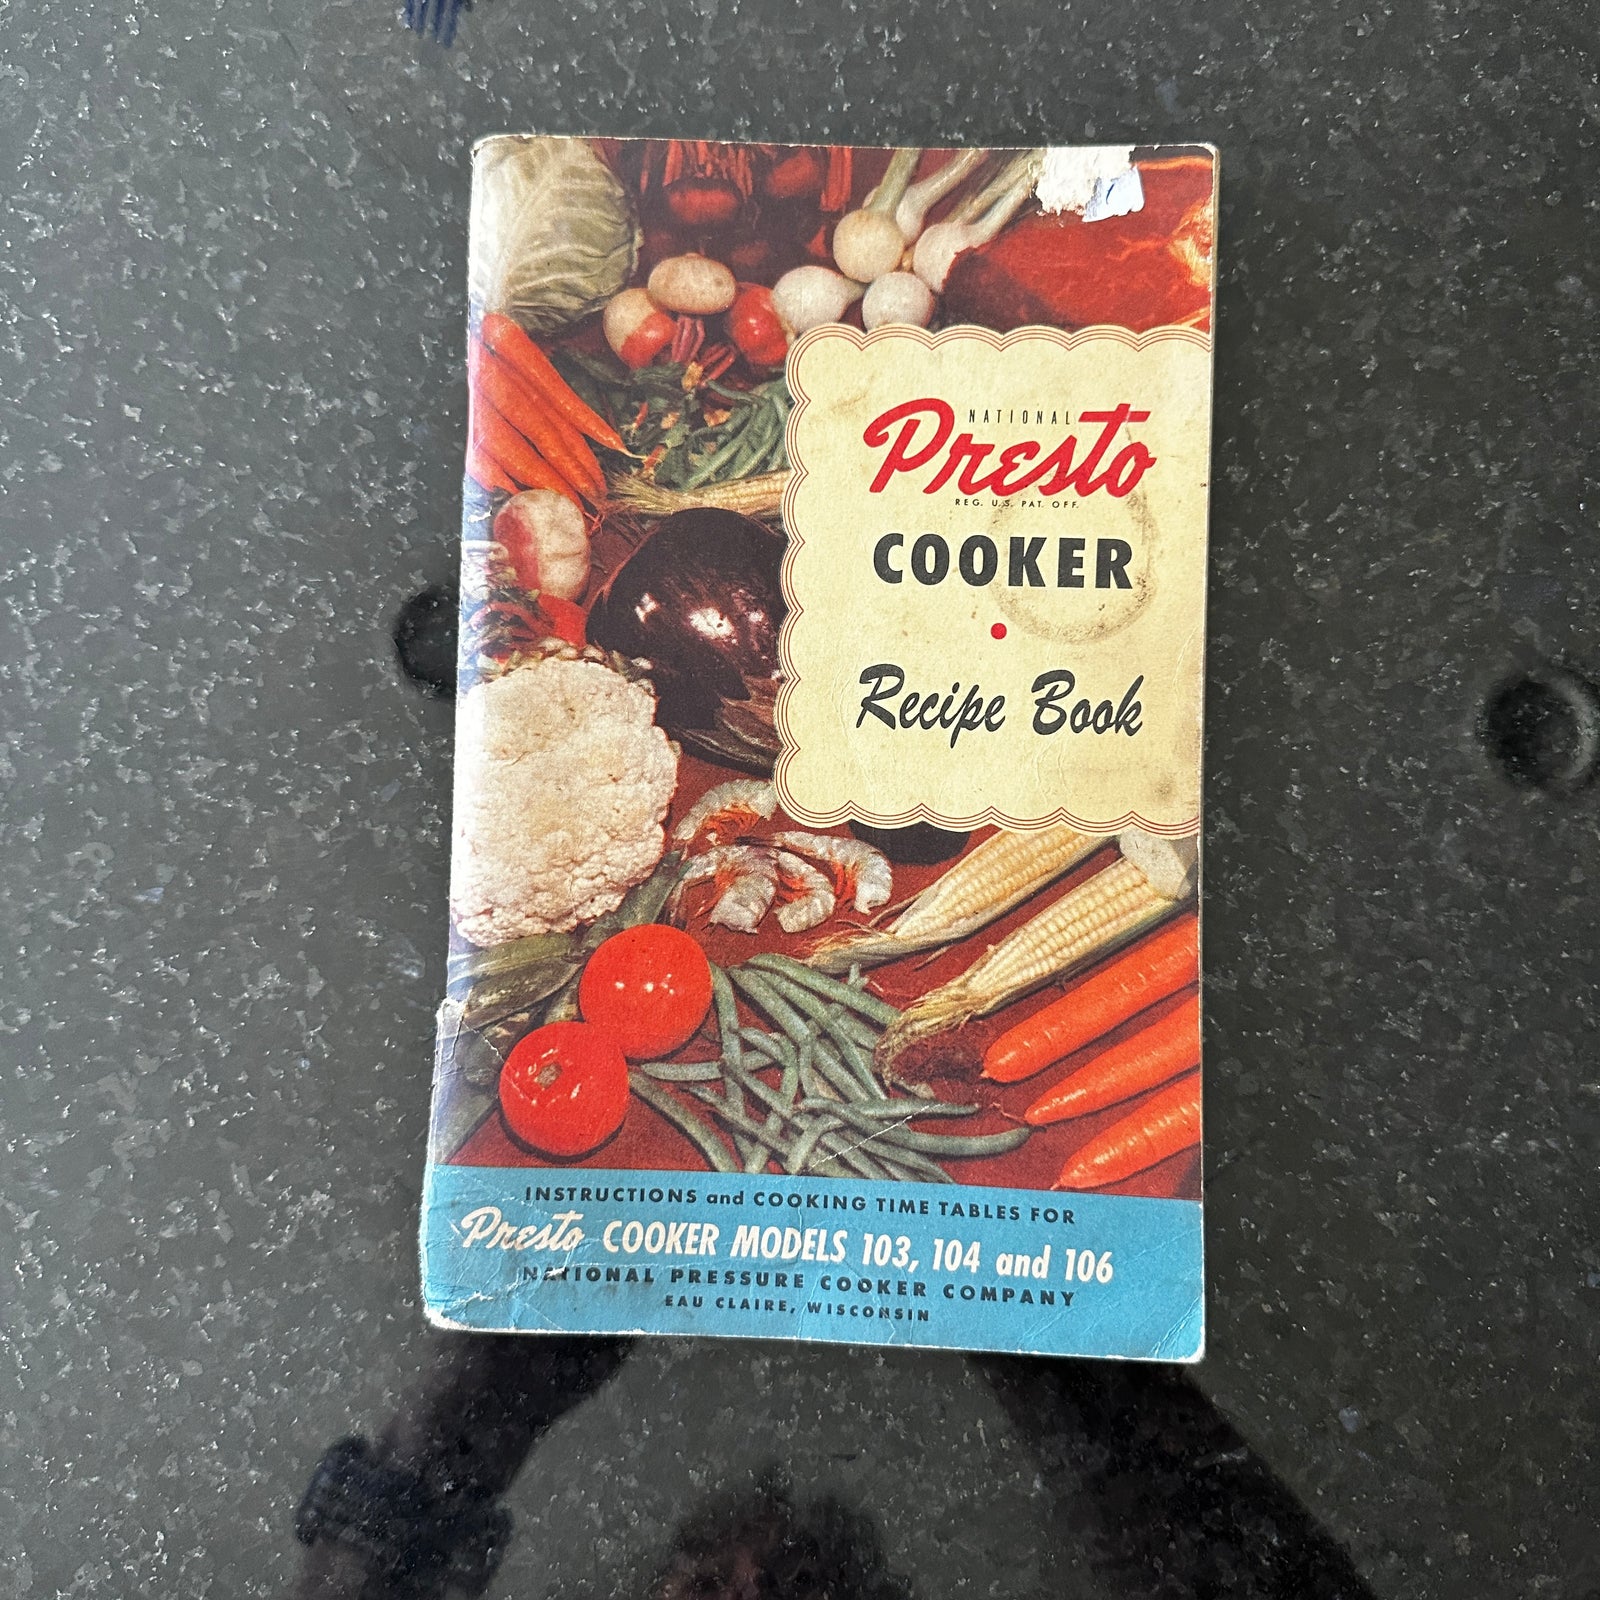 NATIONAL
Presto
REG. U.S. PAT. OFF.
COOKER
Recipe Book
INSTRUCTIONS and COOKING TIME TABLES FOR
Presto COOKER MODELS 103, 104 and 106
NATIONAL PRESSURE COOKER COMPANY
EAU CLAIRE, WISCONSIN